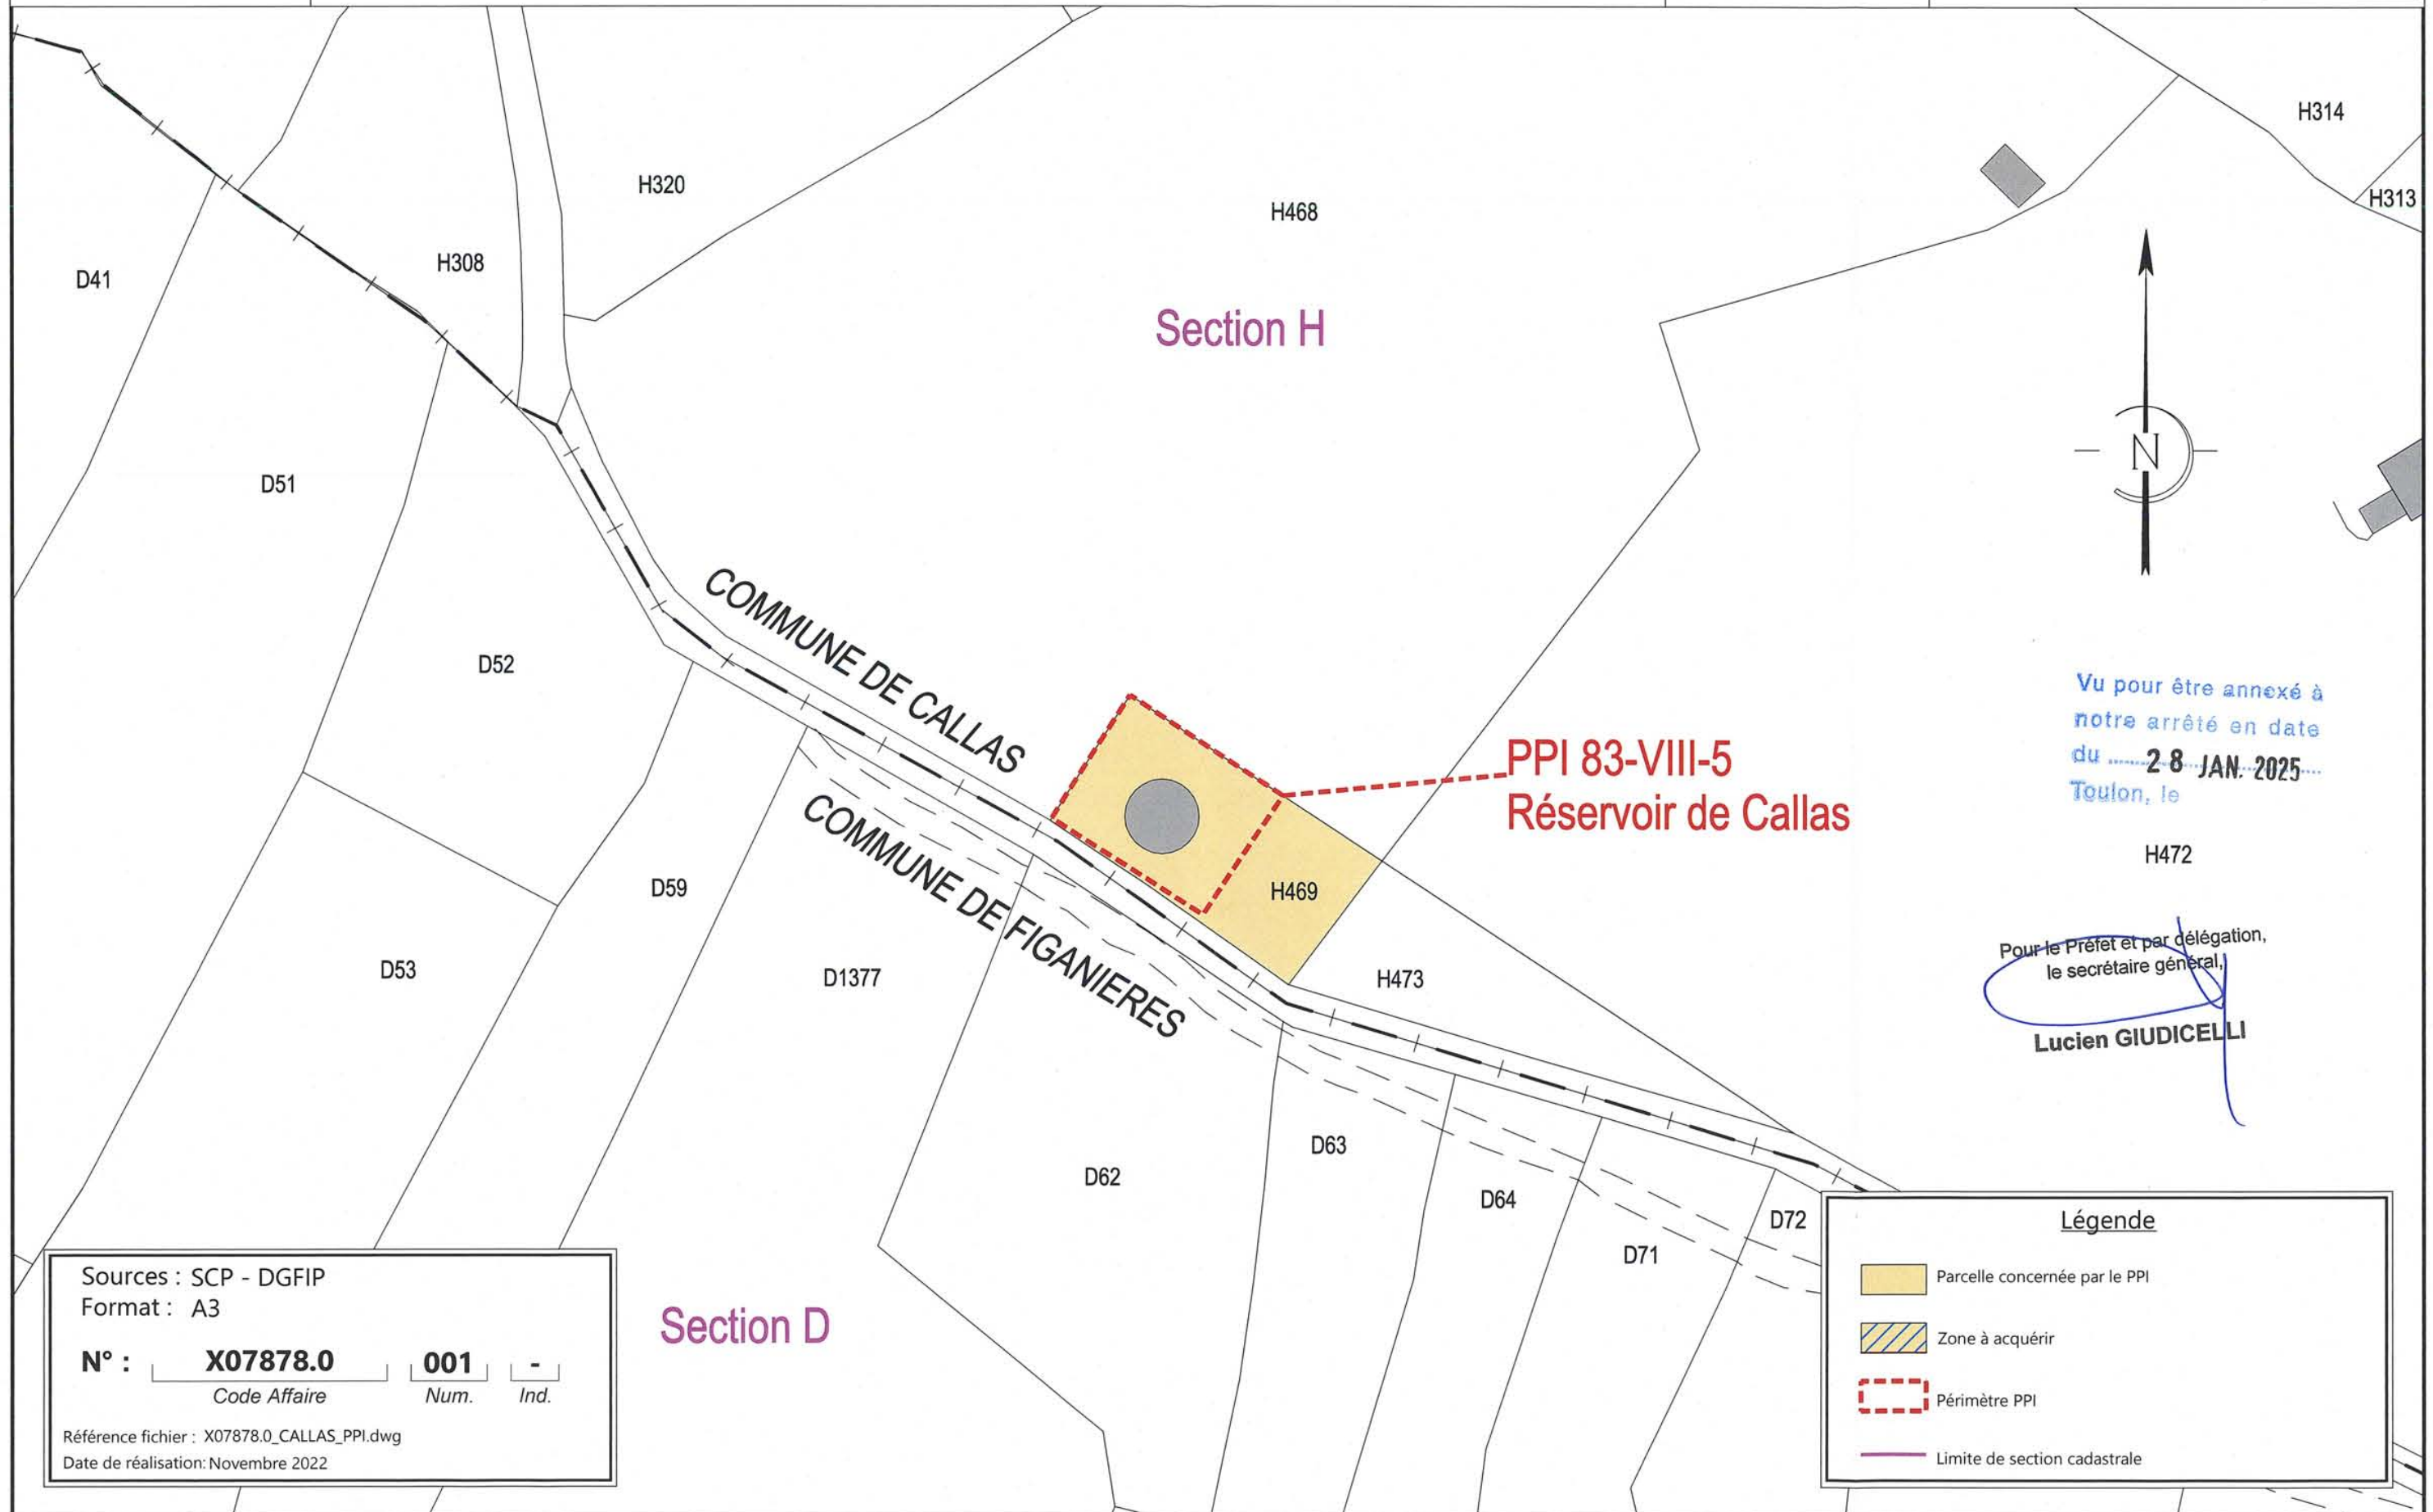 H314
H320
H468
H313
H308
D41
Section H
N
D51
COMMUNE DE CALLAS
D52
Vu pour être annexé à
notre arrêté en date
du 28 JAN. 2025
Toulon, le
PPI 83-VIII-5
Réservoir de Callas
H472
COMMUNE DE FIGANIERES
D59
H469
Pour le Préfet et par délégation,
le secrétaire général,
Lucien GIUDICELLI
D53
D1377
H473
D62
D63
D64
D71
D72
Section D
Sources : SCP - DGFIP
Format : A3
N° : X07878.0 001 -
Code Affaire Num. Ind.
Référence fichier : X07878.0_CALLAS_PPI.dwg
Date de réalisation: Novembre 2022
Légende
Parcelle concernée par le PPI
Zone à acquérir
Périmètre PPI
Limite de section cadastrale